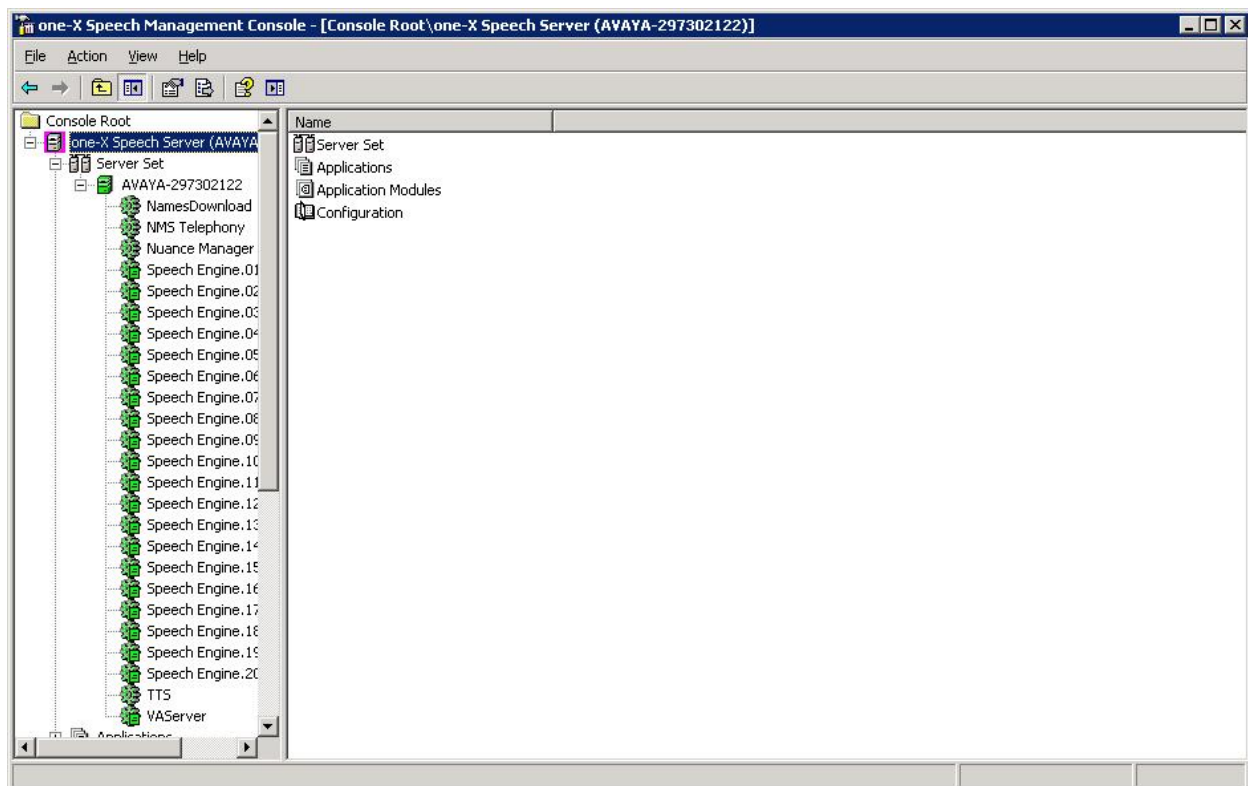 one-X Speech Management Console - [Console Root\one-X Speech Server (AVAYA-297302122)]
File Action View Help
Console Root
one-X Speech Server (AVAYA
Server Set
AVAYA-297302122
NamesDownload
NMS Telephony
Nuance Manager
Speech Engine.01
Speech Engine.02
Speech Engine.03
Speech Engine.04
Speech Engine.05
Speech Engine.06
Speech Engine.07
Speech Engine.08
Speech Engine.09
Speech Engine.10
Speech Engine.11
Speech Engine.12
Speech Engine.13
Speech Engine.14
Speech Engine.15
Speech Engine.16
Speech Engine.17
Speech Engine.18
Speech Engine.19
Speech Engine.20
TTS
VAServer
Applications
Name
Server Set
Applications
Application Modules
Configuration